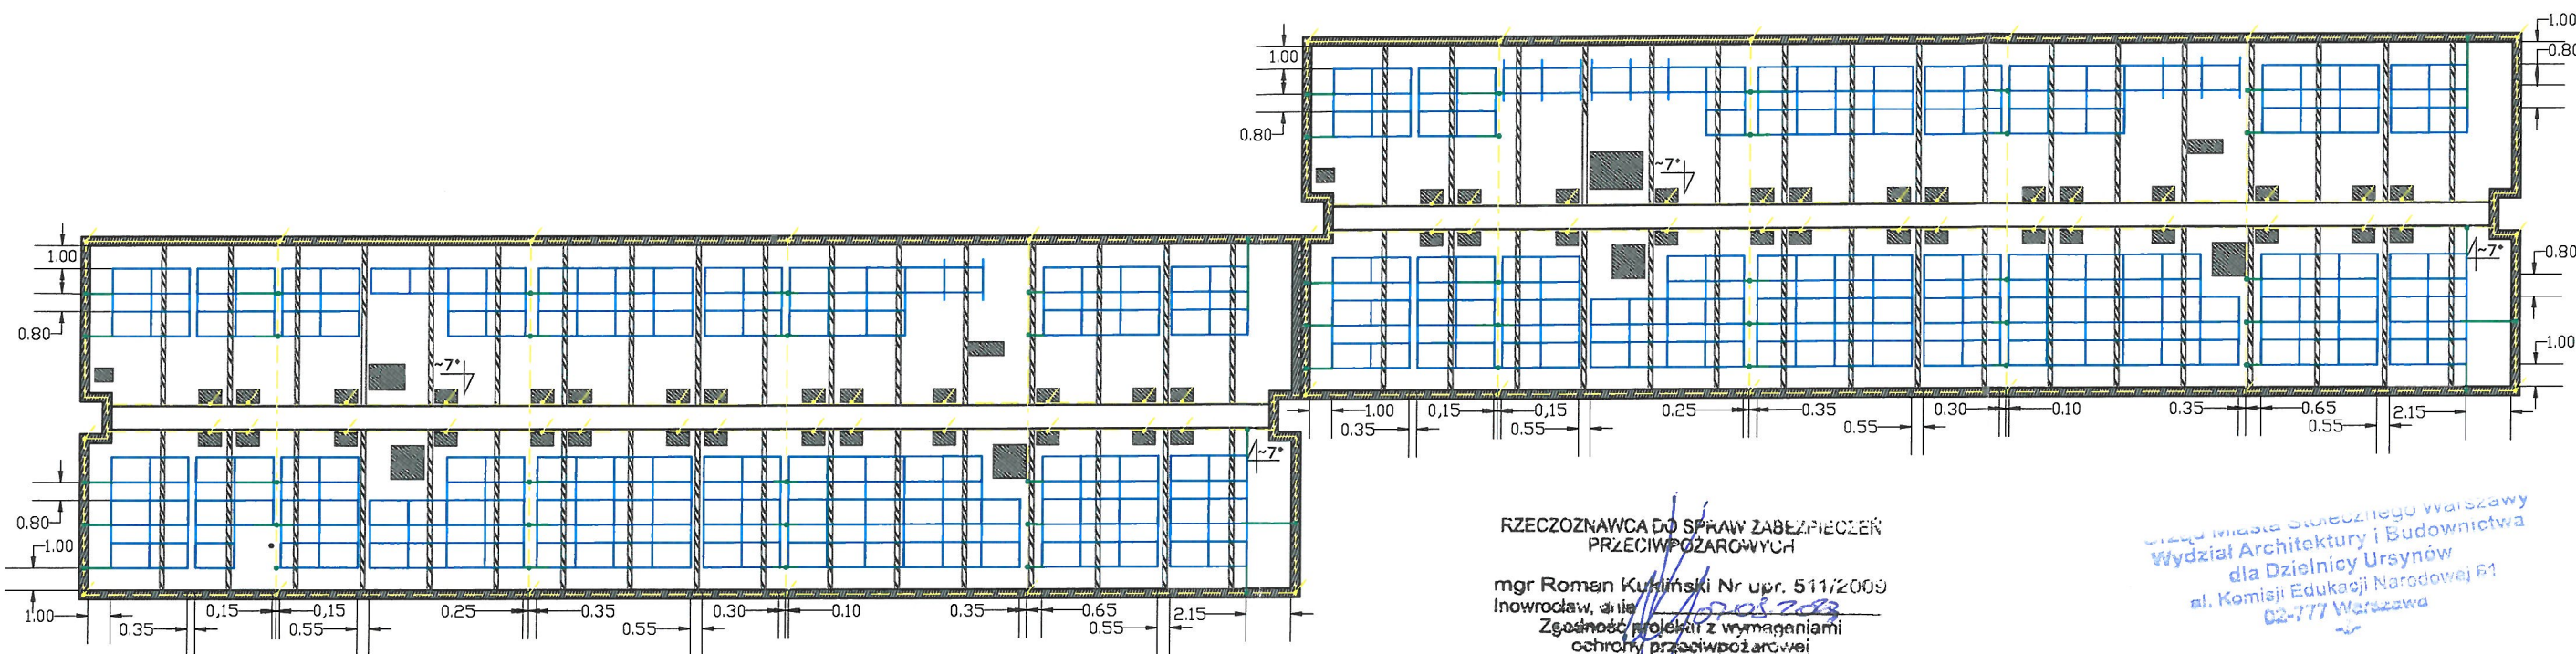 1.00
0.80
1.00
0.80
~7°
1.00
0.80
~7°
0.80
~7°
1.00
1.00 0,15 0,15 0.25 0.35 0.30 0.10 0.35 0.65 2.15
0.35 0.55 0.55 0.55
~7°
0.80
1.00
1.00 0,15 0,15 0.25 0.35 0.30 0.10 0.35 0.65 2.15
0.35 0.55 0.55 0.55
RZECZOZNAWCA DO SPRAW ZABEZPIECZEŃ
PRZECIWPOŻAROWYCH
mgr Roman Kukliński Nr upr. 511/2009
Inowrocław, dnia
Zgodność projektu z wymaganiami
ochrony przeciwpożarowej
Miasta Stołecznego Warszawy
Wydział Architektury i Budownictwa
dla Dzielnicy Ursynów
al. Komisji Edukacji Narodowej 61
02-777 Warszawa